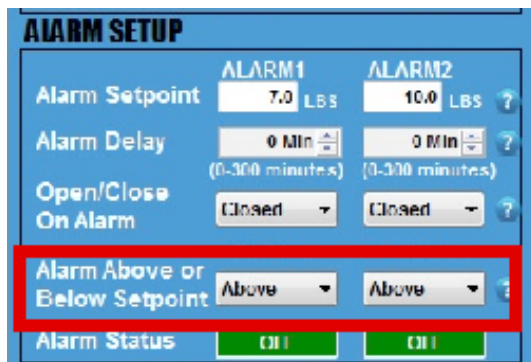 ALARM SETUP
ALARM1 ALARM2
Alarm Setpoint 7.0 LBS 10.0 LBS ?
Alarm Delay 0 Min 0 Min ?
(0-300 minutes) (0-300 minutes)
Open/Close
On Alarm Closed Closed ?
Alarm Above or
Below Setpoint Above Above ?
Alarm Status